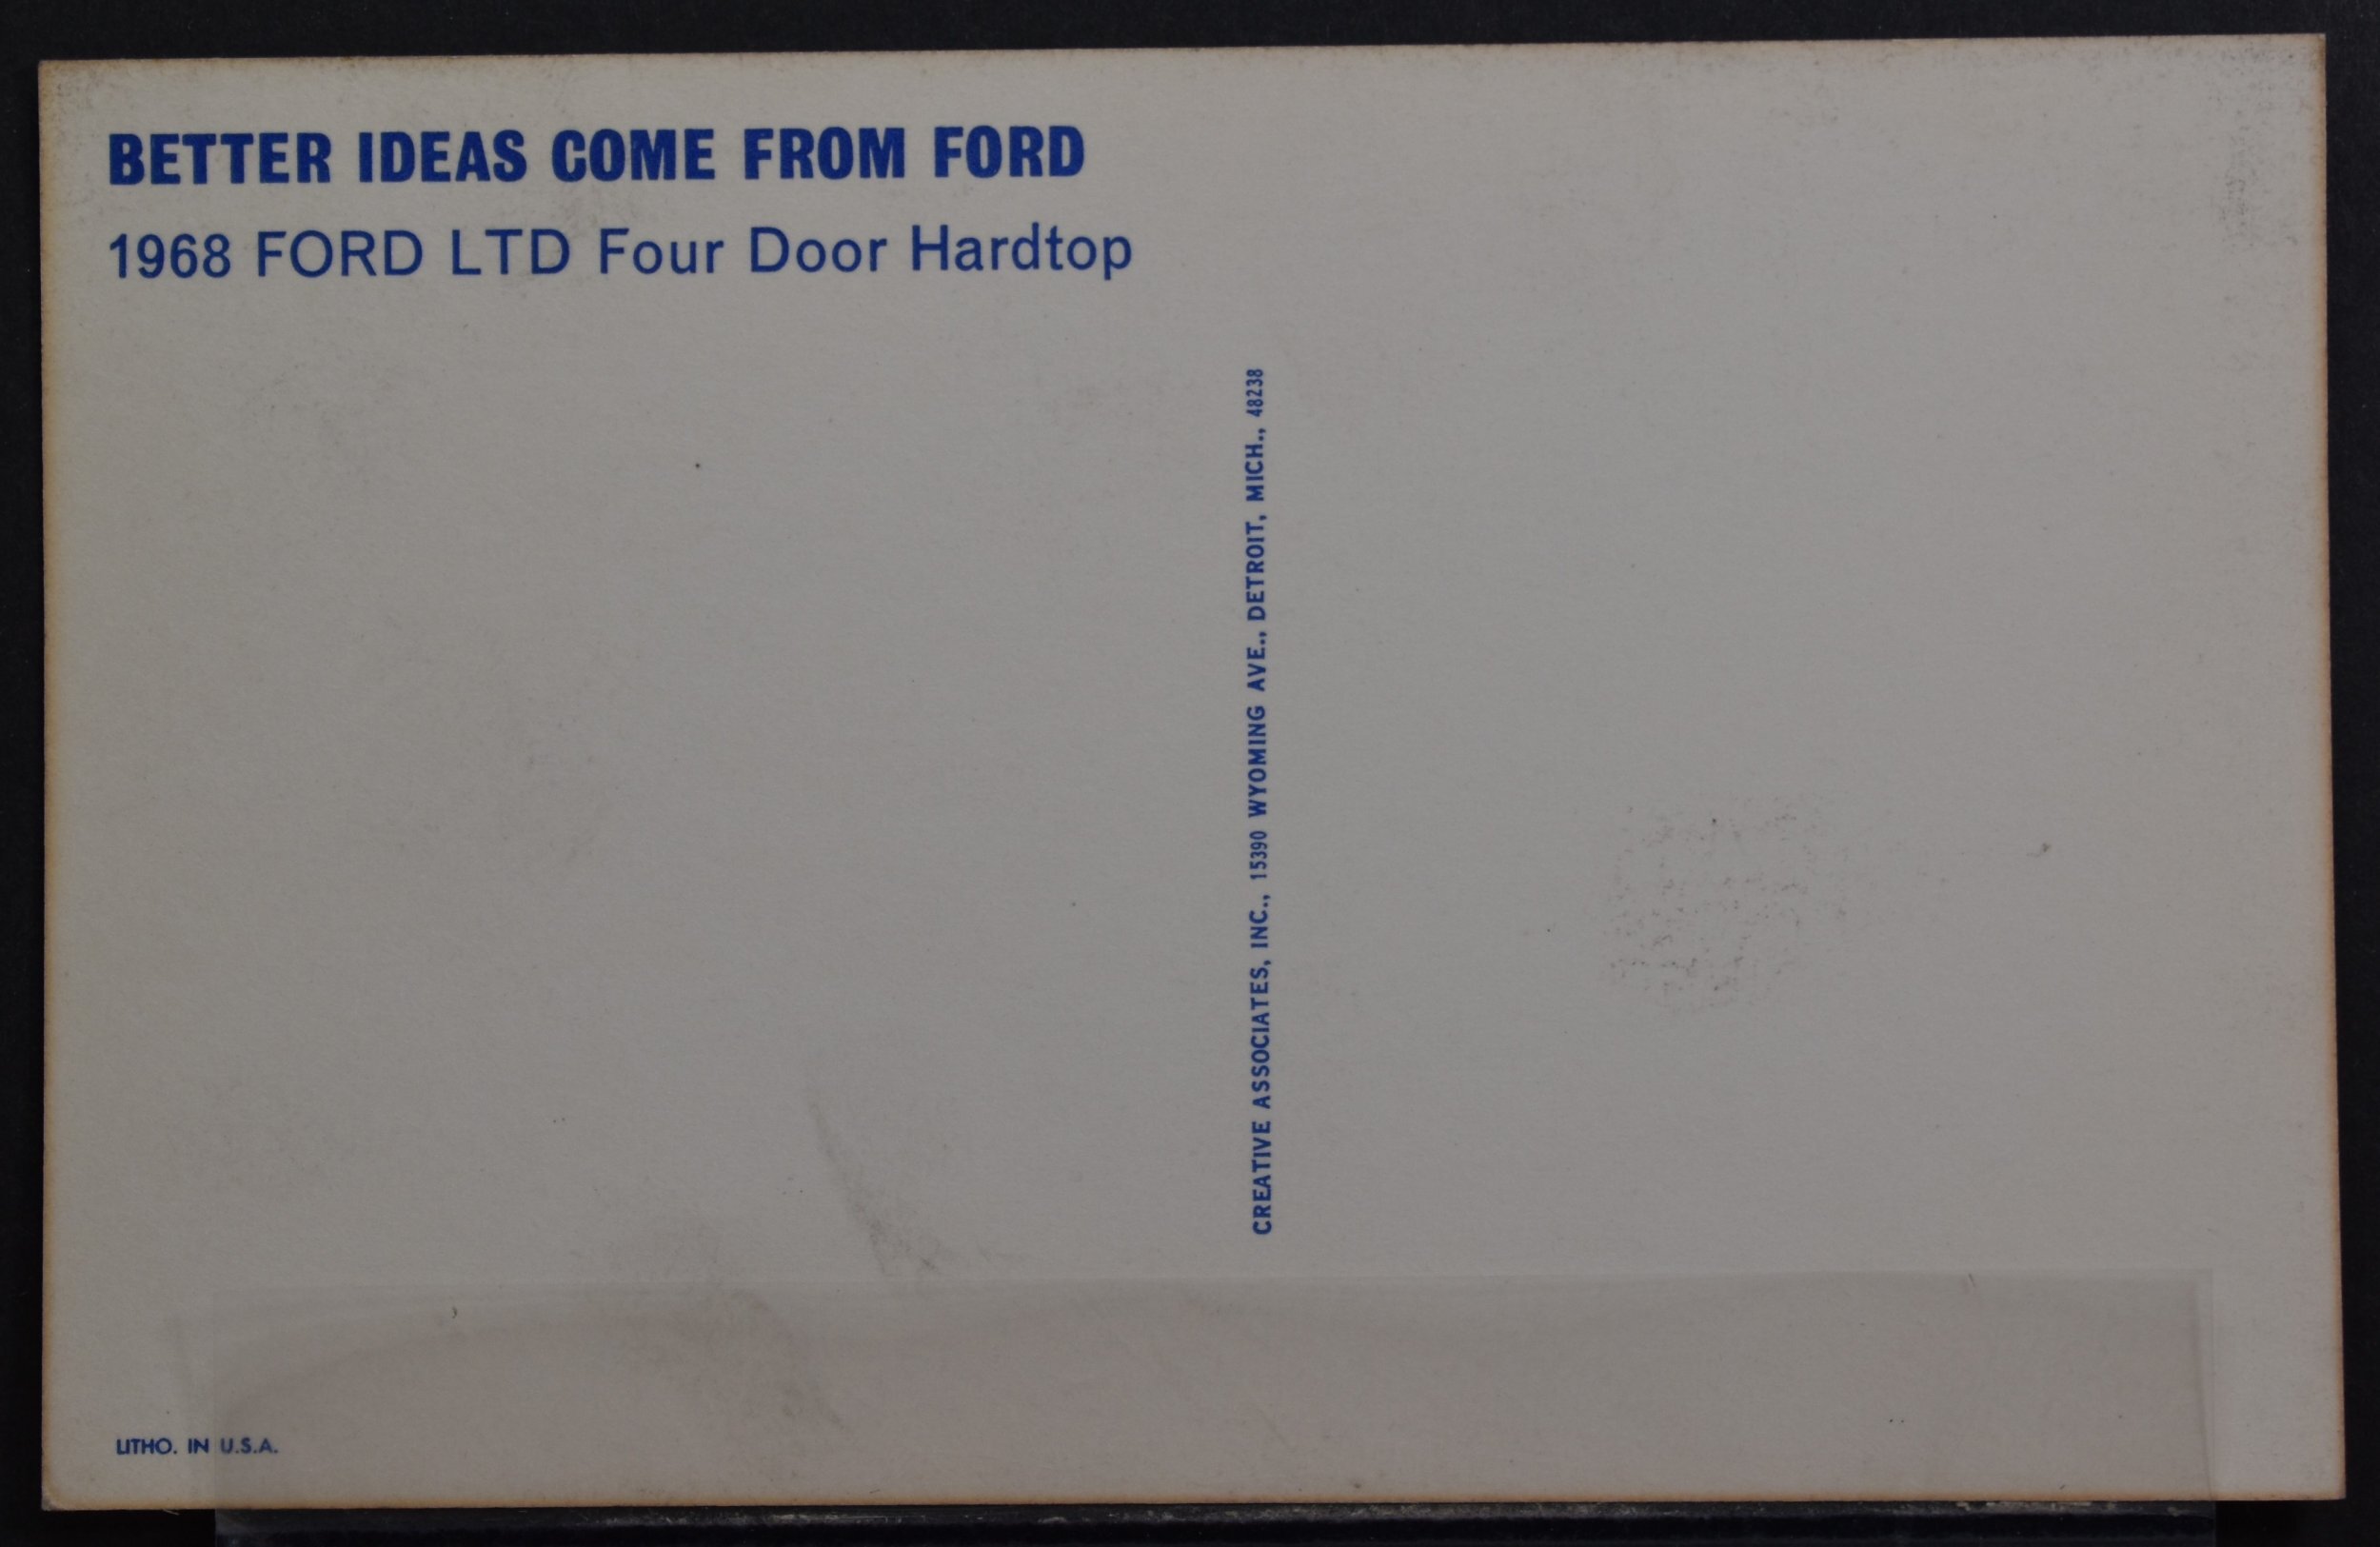 BETTER IDEAS COME FROM FORD
1968 FORD LTD Four Door Hardtop
CREATIVE ASSOCIATES, INC., 15390 WYOMING AVE., DETROIT, MICH., 48238
LITHO. IN U.S.A.